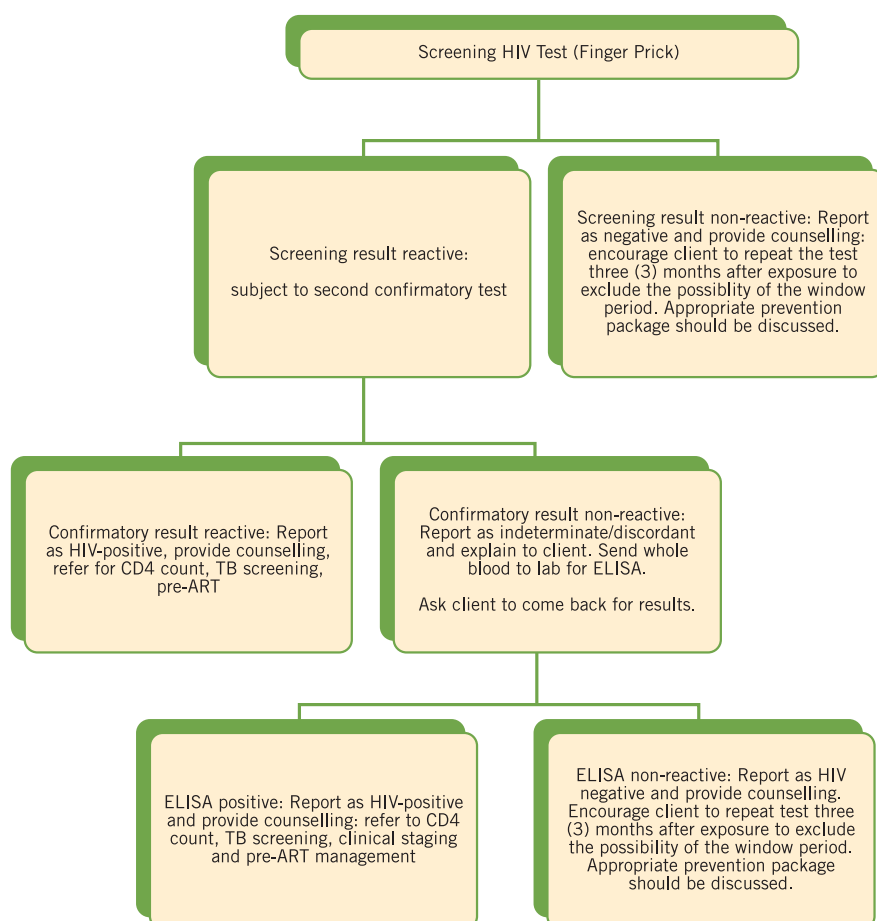 Screening HIV Test (Finger Prick)
Screening result reactive:
subject to second confirmatory test
Screening result non-reactive: Report
as negative and provide counselling:
encourage client to repeat the test
three (3) months after exposure to
exclude the possiblity of the window
period. Appropriate prevention
package should be discussed.
Confirmatory result reactive: Report
as HIV-positive, provide counselling,
refer for CD4 count, TB screening,
pre-ART
Confirmatory result non-reactive:
Report as indeterminate/discordant
and explain to client. Send whole
blood to lab for ELISA.
Ask client to come back for results.
ELISA positive: Report as HIV-positive
and provide counselling: refer to CD4
count, TB screening, clinical staging
and pre-ART management
ELISA non-reactive: Report as HIV
negative and provide counselling.
Encourage client to repeat test three
(3) months after exposure to exclude
the possibility of the window period.
Appropriate prevention package
should be discussed.